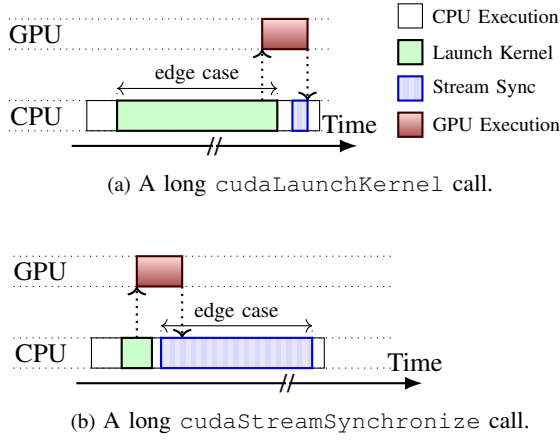 GPU
CPU Execution
Launch Kernel
edge case
Stream Sync
CPU
Time
GPU Execution
(a) A long cudaLaunchKernel call.
GPU
edge case
CPU
Time
(b) A long cudaStreamSynchronize call.